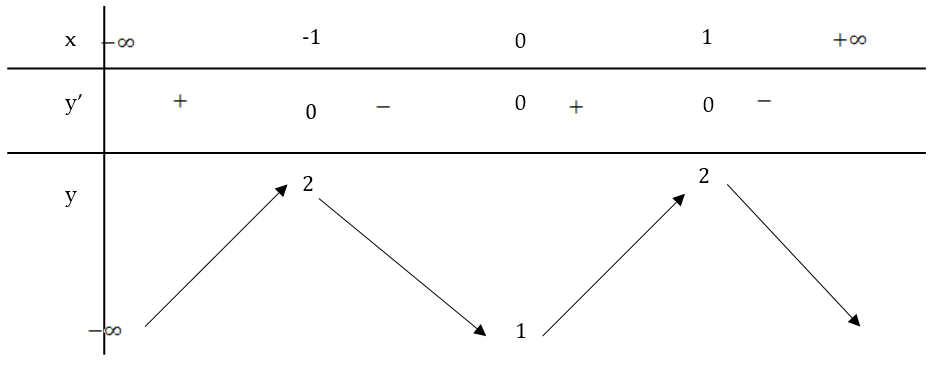 x −∞ -1 0 1 +∞
y′ + 0 − 0 + 0 −
y 2 2
−∞ 1